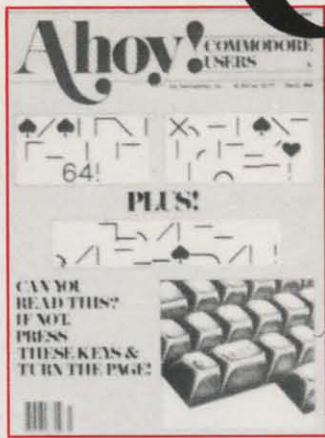 Ahoy!
COMMODORE
USERS
64!
PLUS!
CAN YOU
READ THIS?
IF NOT,
PRESS
THESE KEYS &
TURN THE PAGE!